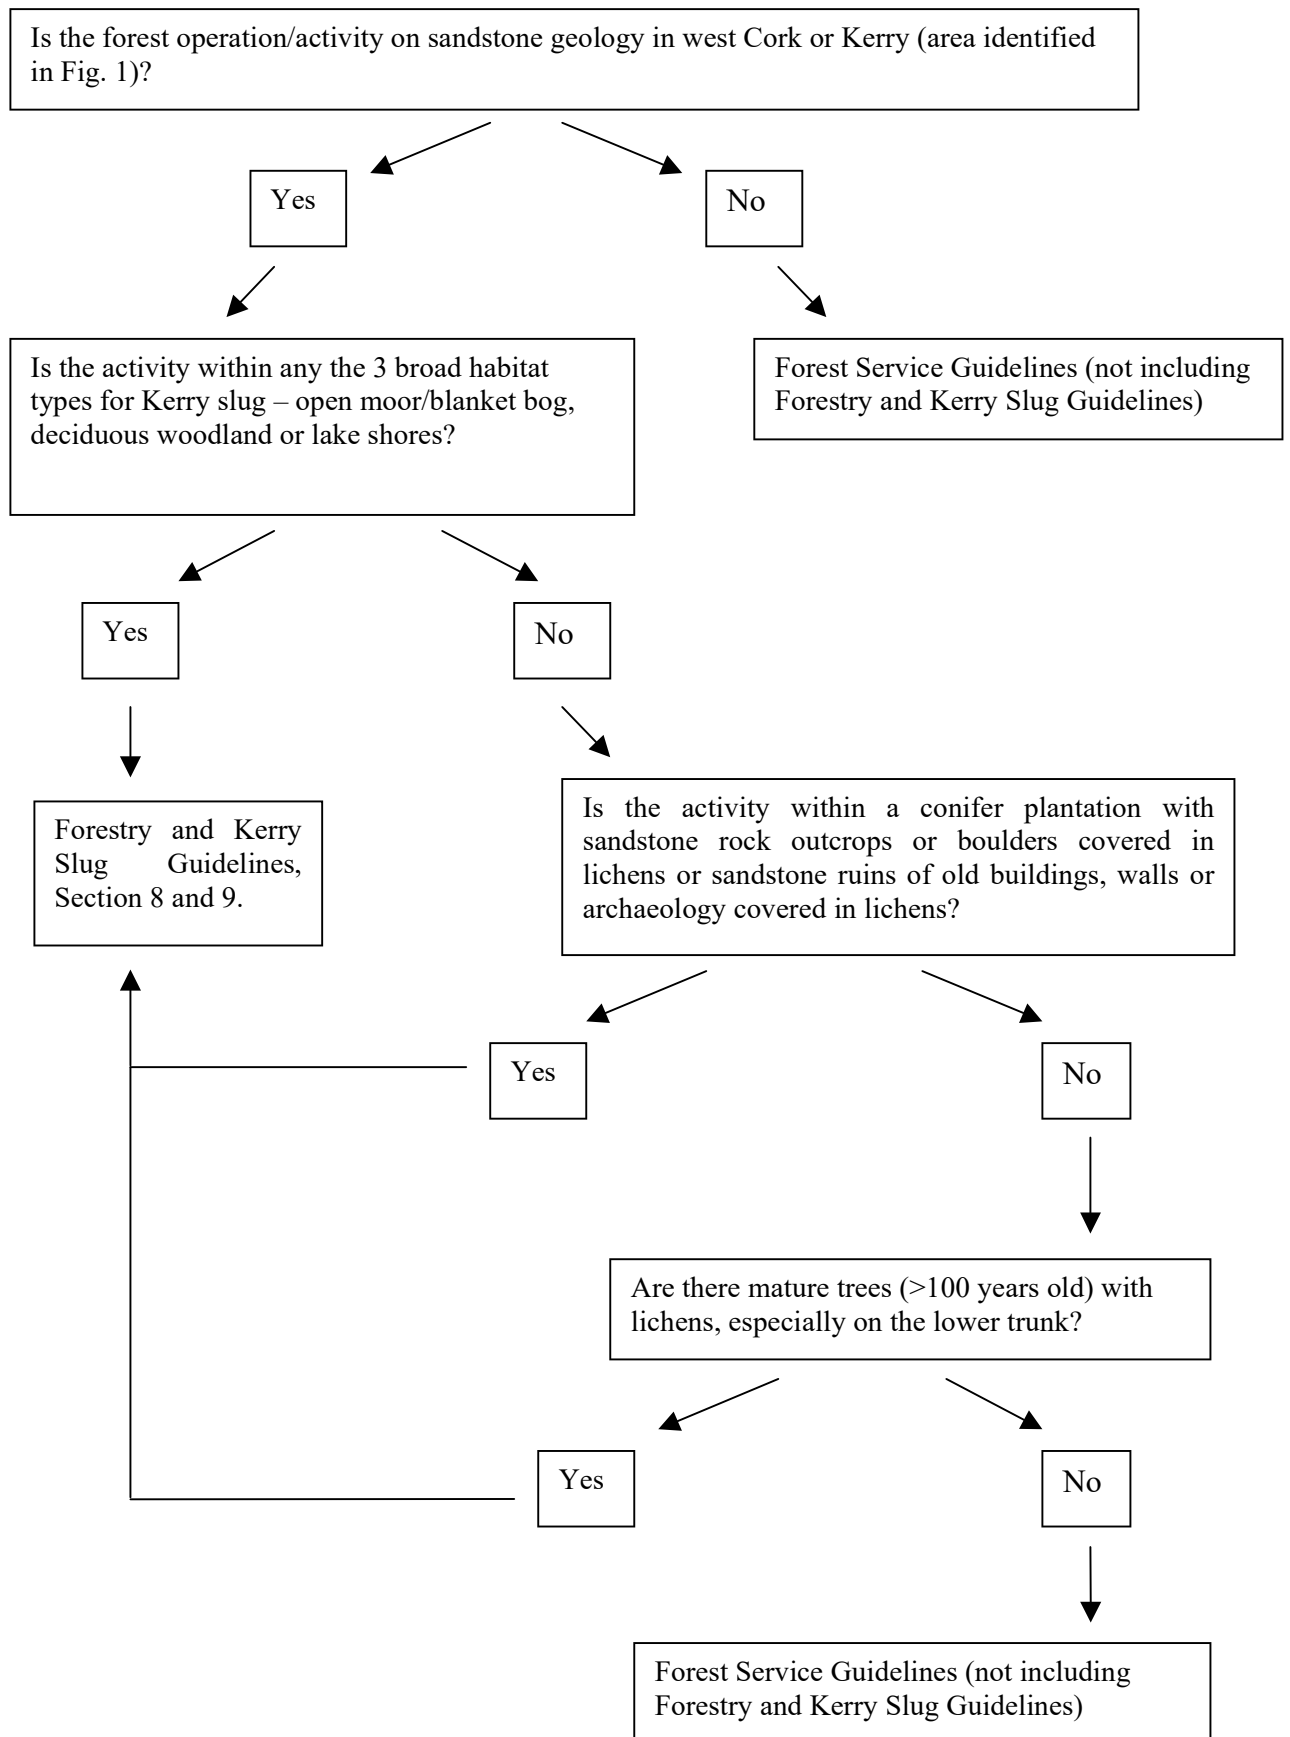 Is the forest operation/activity on sandstone geology in west Cork or Kerry (area identified
in Fig. 1)?
Yes
No
Is the activity within any the 3 broad habitat
types for Kerry slug – open moor/blanket bog,
deciduous woodland or lake shores?
Forest Service Guidelines (not including
Forestry and Kerry Slug Guidelines)
Yes
No
Forestry and Kerry
Slug Guidelines,
Section 8 and 9.
Is the activity within a conifer plantation with
sandstone rock outcrops or boulders covered in
lichens or sandstone ruins of old buildings, walls or
archaeology covered in lichens?
Yes
No
Are there mature trees (>100 years old) with
lichens, especially on the lower trunk?
Yes
No
Forest Service Guidelines (not including
Forestry and Kerry Slug Guidelines)